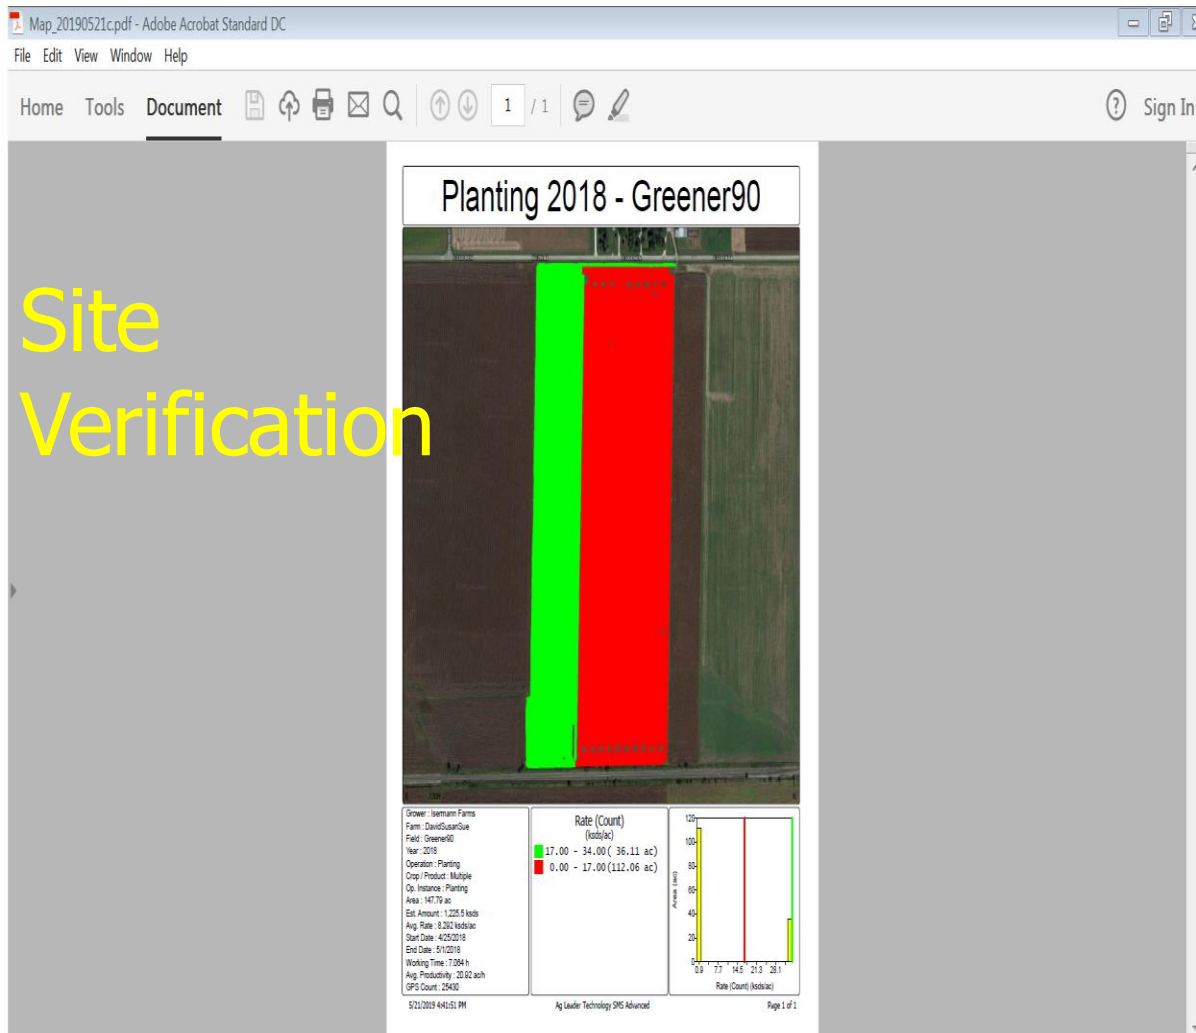 Map_20190521c.pdf - Adobe Acrobat Standard DC
File Edit View Window Help
Home Tools Document 1 / 1 Sign In
Planting 2018 - Greener90
Site
Verification
Grower : Isermann Farms
Farm : DavidSusanSue
Field : Greener90
Year : 2018
Operation : Planting
Crop / Product : Multiple
Op. Instance : Planting
Area : 147.79 ac
Est. Amount : 1,225.5 ksds
Avg. Rate : 8.292 ksds/ac
Start Date : 4/25/2018
End Date : 5/1/2018
Working Time : 7.064 h
Avg. Productivity : 20.92 ac/h
GPS Count : 25430
Rate (Count)
(ksds/ac)
17.00 - 34.00 ( 36.11 ac)
0.00 - 17.00 (112.06 ac)
120
100
80
60
40
20
0
Area (ac)
0.9 7.7 14.5 21.3 28.1
Rate (Count) (ksds/ac)
5/21/2019 4:41:51 PM Ag Leader Technology SMS Advanced Page 1 of 1